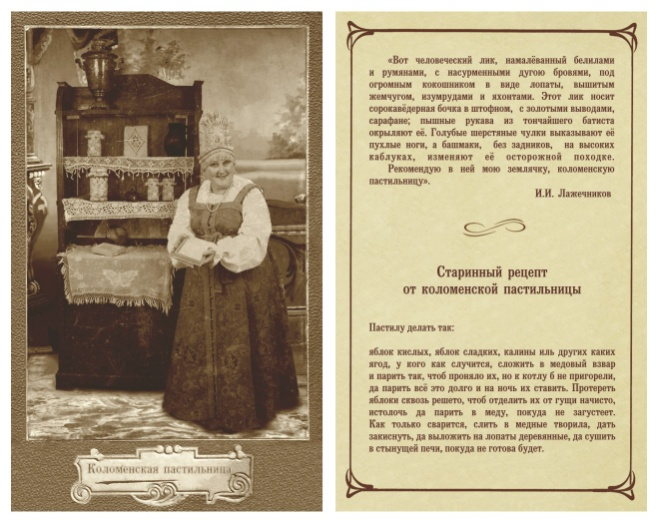 Коломенская пастильница
«Вот человеческий лик, намалёванный белилами
и румянами, с насурменными дугою бровями, под
огромным кокошником в виде лопаты, вышитым
жемчугом, изумрудами и яхонтами. Этот лик носит
сорокавёдерная бочка в штофном, с золотыми выводами,
сарафане; пышные рукава из тончайшего батиста
окрыляют её. Голубые шерстяные чулки выказывают её
пухлые ноги, а башмаки, без задников, на высоких
каблуках, изменяют её осторожной походке.
Рекомендую в ней мою землячку, коломенскую
пастильницу».
И.И. Лажечников
Старинный рецепт
от коломенской пастильницы
Пастилу делать так:
яблок кислых, яблок сладких, калины иль других каких
ягод, у кого как случится, сложить в медовый взвар
и парить так, чтоб проняло их, но к котлу б не пригорели,
да парить всё это долго и на ночь их ставить. Протереть
яблоки сквозь решето, чтоб отделить их от гущи начисто,
истолочь да парить в меду, покуда не загустеет.
Как только сварится, слить в медные творила, дать
закиснуть, да выложить на лопаты деревянные, да сушить
в стынущей печи, покуда не готова будет.